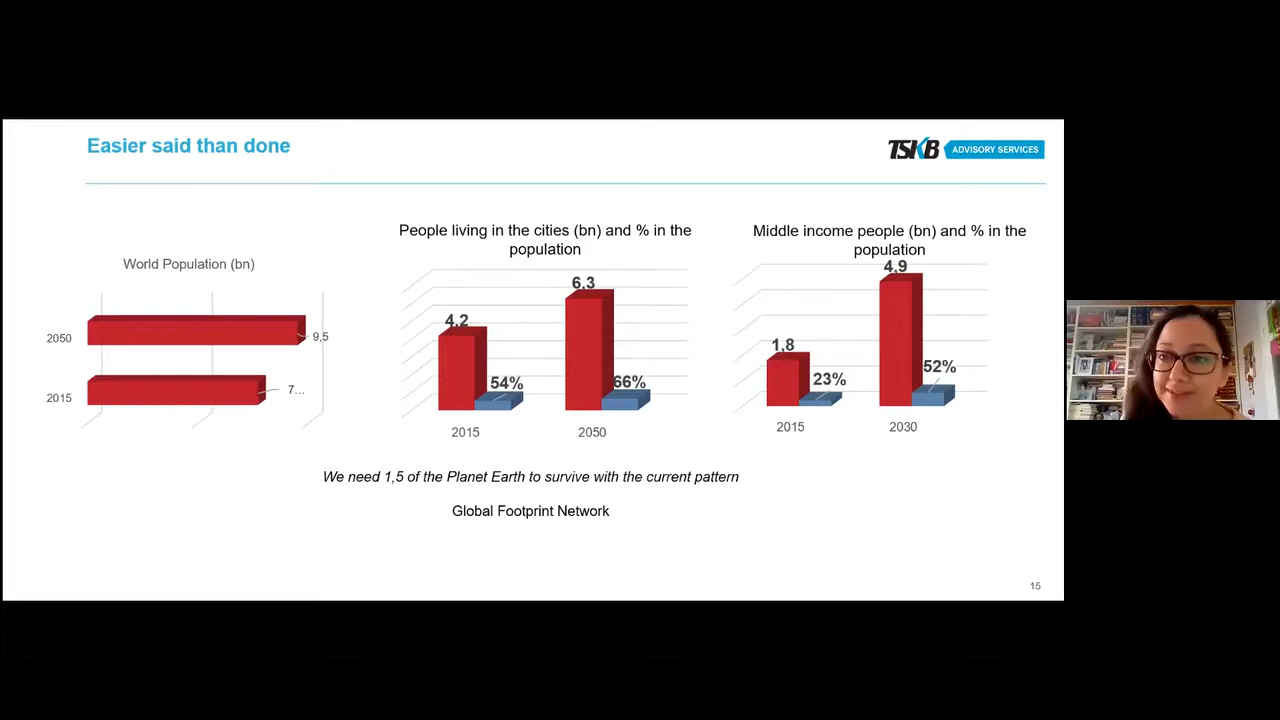 Easier said than done
TSKB ADVISORY SERVICES
World Population (bn)
2050
9,5
2015
7...
People living in the cities (bn) and % in the
population
4,2
54%
6,3
66%
2015
2050
Middle income people (bn) and % in the
population
1,8
23%
4,9
52%
2015
2030
We need 1,5 of the Planet Earth to survive with the current pattern
Global Footprint Network
15